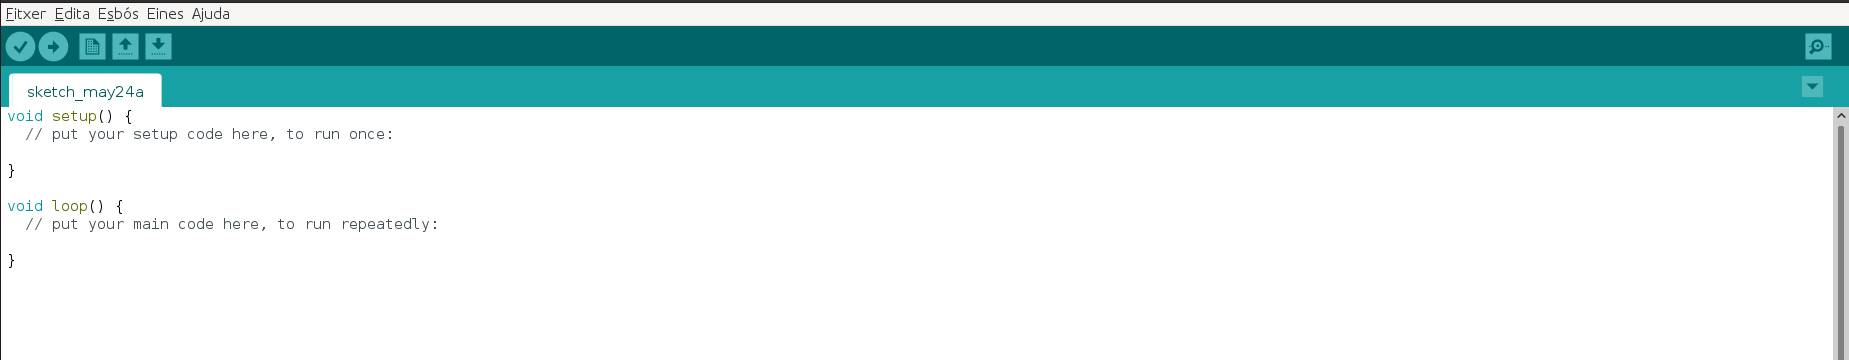 Fitxer Edita Esbós Eines Ajuda
sketch_may24a
void setup() {
  // put your setup code here, to run once:
}
void loop() {
  // put your main code here, to run repeatedly:
}